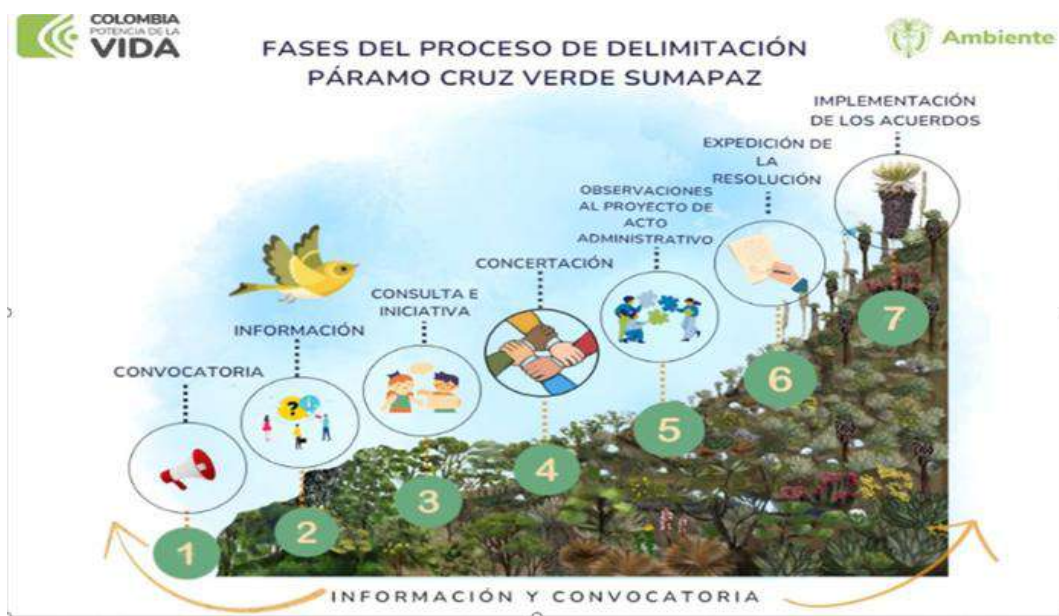 COLOMBIA
POTENCIA DE LA
VIDA
Ambiente
FASES DEL PROCESO DE DELIMITACIÓN
PÁRAMO CRUZ VERDE SUMAPAZ
CONVOCATORIA
INFORMACIÓN
CONSULTA E
INICIATIVA
CONCERTACIÓN
OBSERVACIONES
AL PROYECTO DE
ACTO
ADMINISTRATIVO
EXPEDICIÓN DE
LA
RESOLUCIÓN
IMPLEMENTACIÓN
DE LOS ACUERDOS
?
1
2
3
4
5
6
7
INFORMACIÓN Y CONVOCATORIA